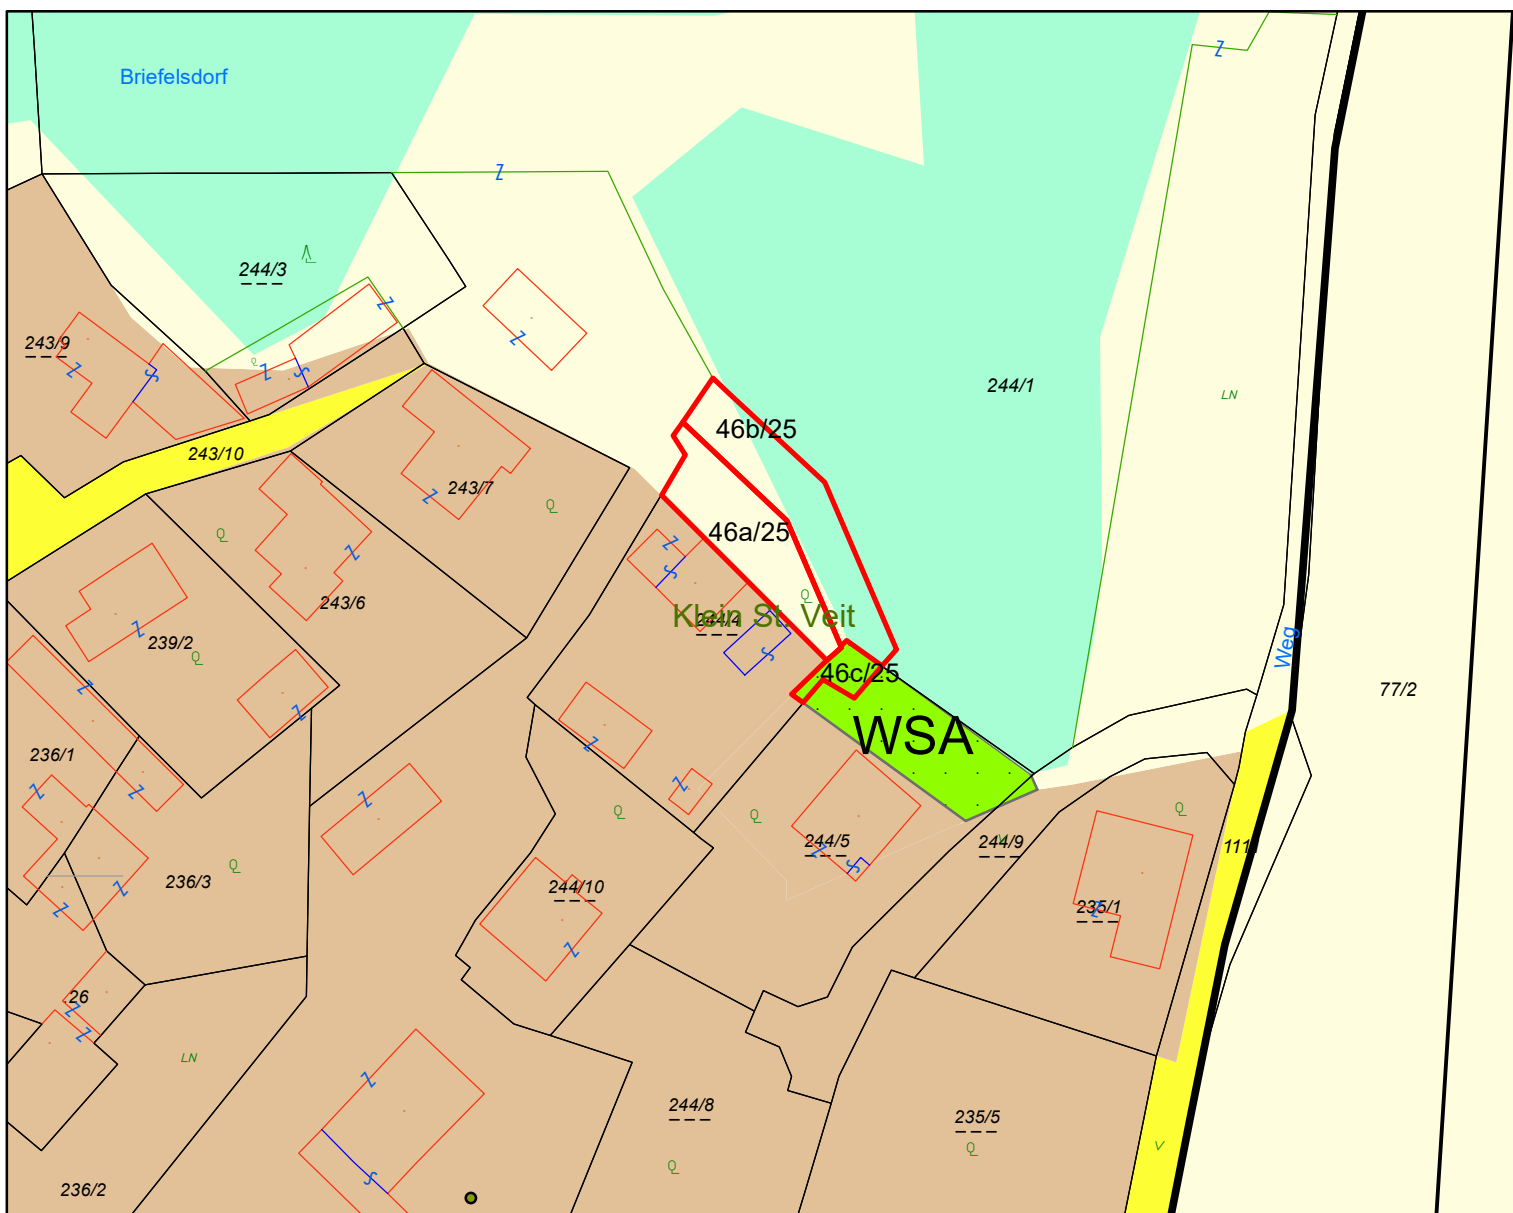 Briefelsdorf
Z
Z
244/3
Z
243/9
Z
Z
S
Z
S
244/1
LN
46b/25
243/10
243/7
Z
Q
Q
46a/25
Z
Z
S
Q
243/6
Klein St. Veit
244/4
Z
239/2
Q
S
Weg
46c/25
Z
77/2
Z
WSA
Z
236/1
Z
Z
Z
Z
Q
Q
Q
244/5
Z
S
244/9
111
236/3
Q
Z
244/10
Z
Z
235/1
Z
.26
Z
Z
LN
Z
244/8
235/5
Q
Q
V
S
236/2